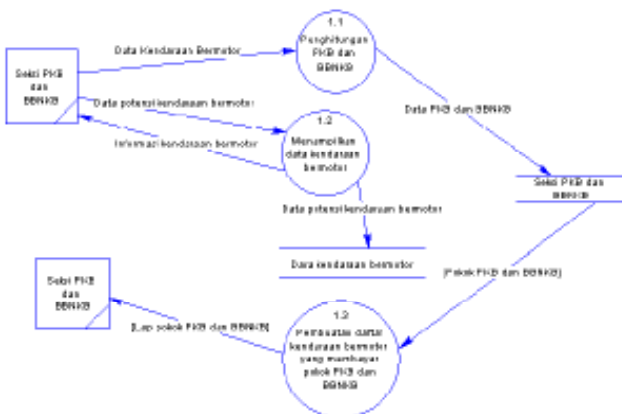 1.1
Penghitungan
PKB dan
BBNKB
Data Kendaraan Bermotor
Seksi PKB
dan
BBNKB
Data potensi kendaraan bermotor
Data PKB dan BBNKB
1.2
Menampilkan
data kendaraan
bermotor
Informasi kendaraan bermotor
Seksi PKB dan
BBNKB
Data potensi kendaraan bermotor
Data kendaraan bermotor
[Pokok PKB dan BBNKB]
Seksi PKB
dan
BBNKB
[Lap pokok PKB dan BBNKB]
Pembuatan daftar
kendaraan bermotor
yang membayar
pokok PKB dan
BBNKB